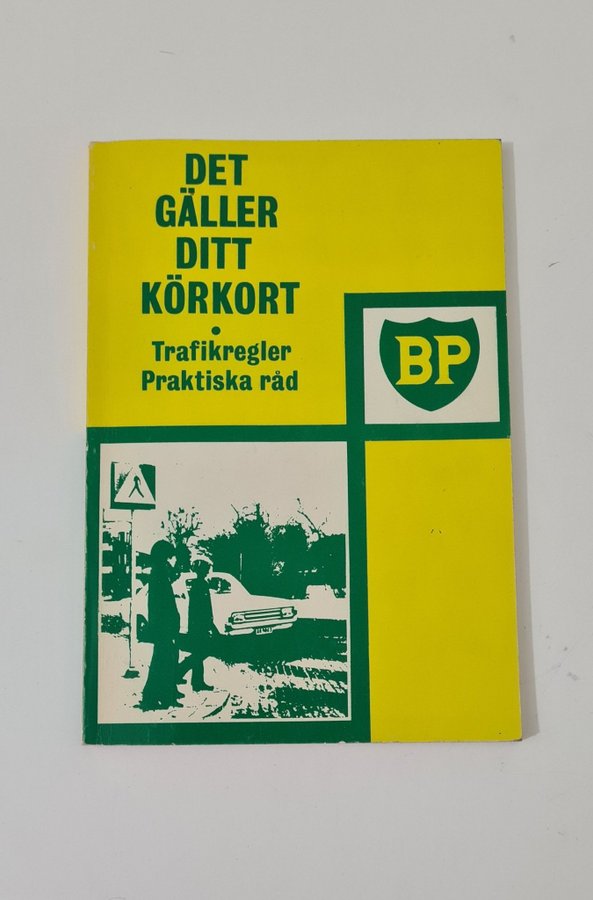 DET
GÄLLER
DITT
KÖRKORT
•
Trafikregler
Praktiska råd
BP